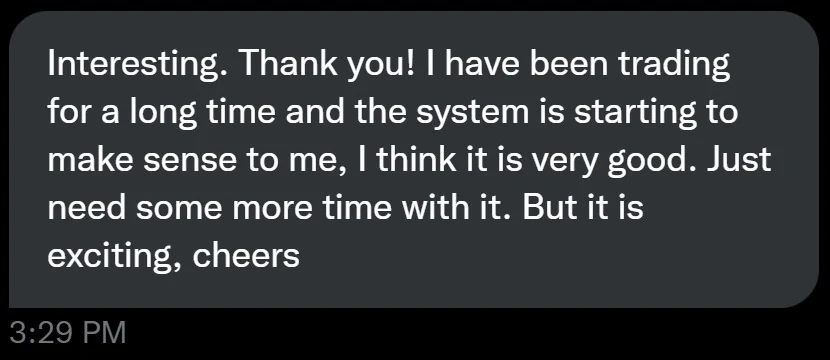 Interesting. Thank you! I have been trading
for a long time and the system is starting to
make sense to me, I think it is very good. Just
need some more time with it. But it is
exciting, cheers
3:29 PM